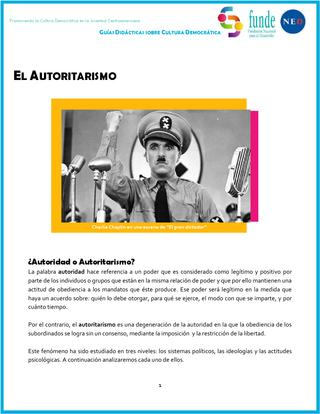 Promoviendo la Cultura Democrática en la Juventud Centroamericana
GUÍAS DIDÁCTICAS SOBRE CULTURA DEMOCRÁTICA
funde
Fundación Nacional
para el Desarrollo
NED
EL AUTORITARISMO
Charlie Chaplin en una escena de "El gran dictador"
¿Autoridad o Autoritarismo?
La palabra autoridad hace referencia a un poder que es considerado como legítimo y positivo por
parte de los individuos o grupos que están en la misma relación de poder y que por ello mantienen una
actitud de obediencia a los mandatos que éste produce. Ese poder será legítimo en la medida que
haya un acuerdo sobre: quién lo debe otorgar, para qué se ejerce, el modo con que se imparte, y por
cuánto tiempo.
Por el contrario, el autoritarismo es una degeneración de la autoridad en la que la obediencia de los
subordinados se logra sin un consenso, mediante la imposición y la restricción de la libertad.
Este fenómeno ha sido estudiado en tres niveles: los sistemas políticos, las ideologías y las actitudes
psicológicas. A continuación analizaremos cada uno de ellos.
1